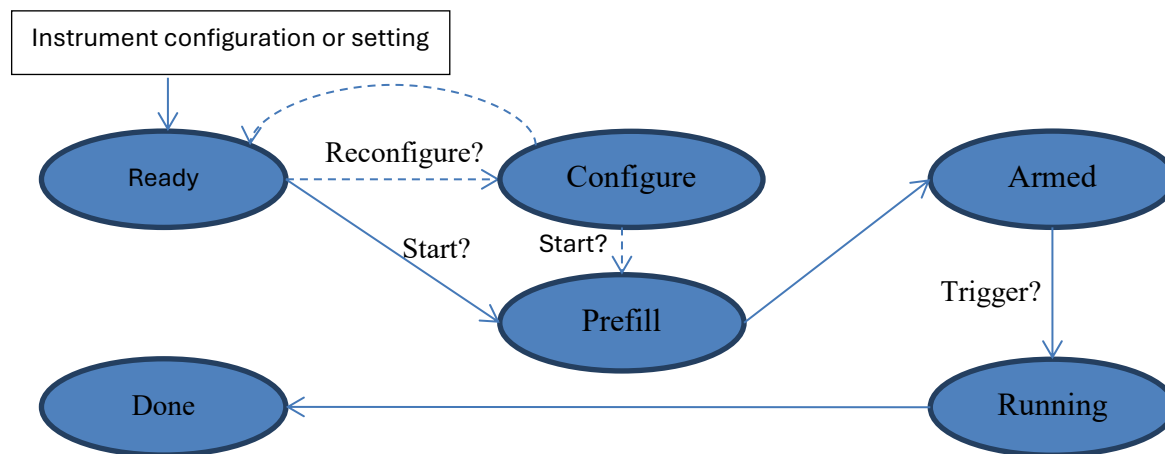 Instrument configuration or setting
Reconfigure?
Ready
Configure
Armed
Start?
Start?
Trigger?
Prefill
Done
Running